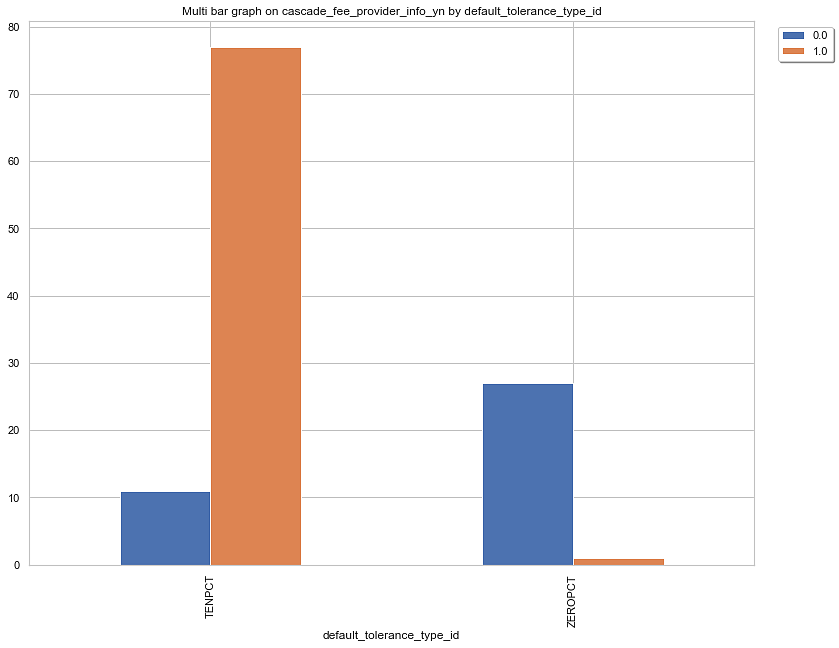 Multi bar graph on cascade_fee_provider_info_yn by default_tolerance_type_id
80
70
60
50
40
30
20
10
0
TENPCT
ZEROPCT
default_tolerance_type_id
0.0
1.0